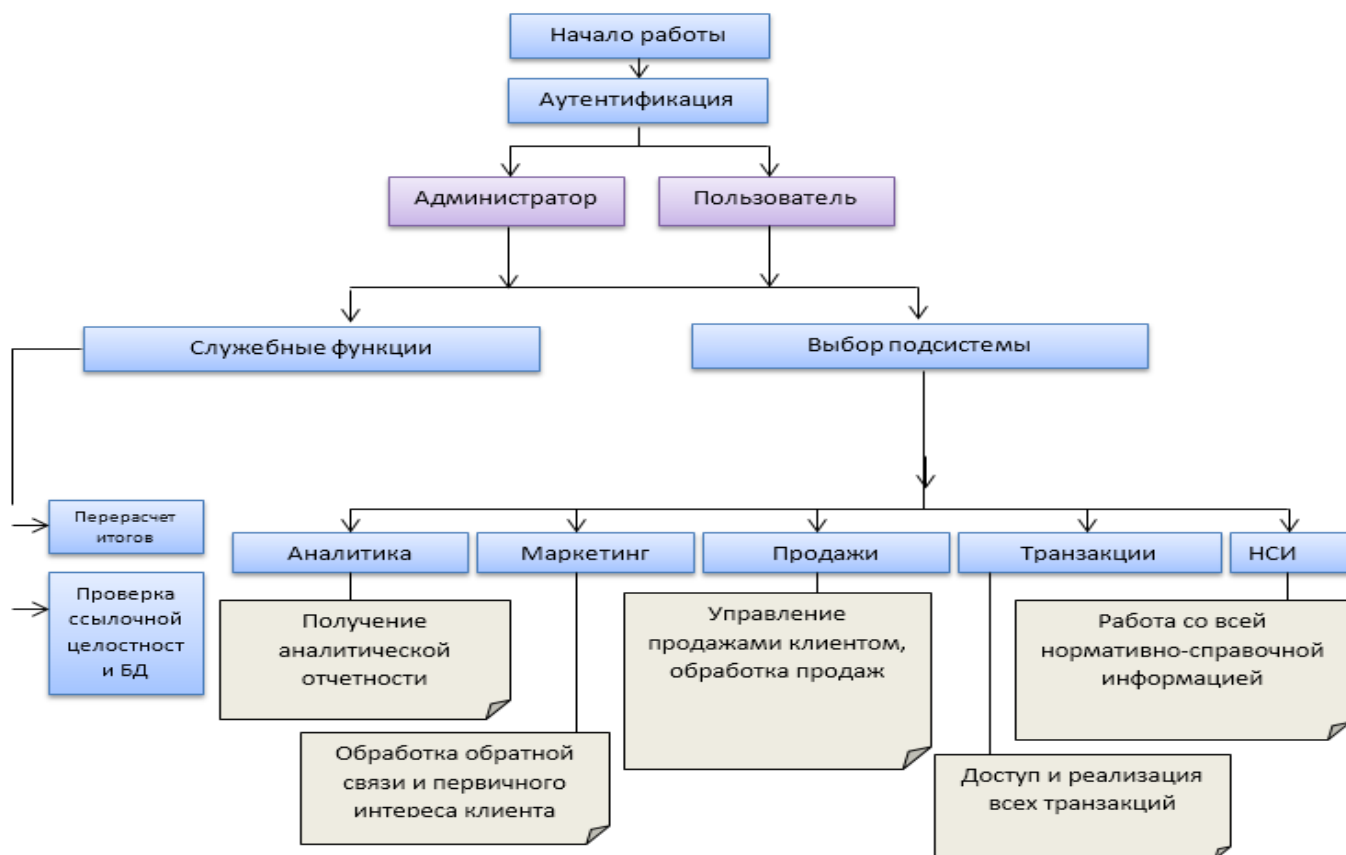 Начало работы
Аутентификация
Администратор
Пользователь
Служебные функции
Выбор подсистемы
Перерасчет
итогов
Проверка
ссылочной
целостност
и БД
Аналитика
Маркетинг
Продажи
Транзакции
НСИ
Получение
аналитической
отчетности
Обработка обратной
связи и первичного
интереса клиента
Управление
продажами клиентом,
обработка продаж
Доступ и реализация
всех транзакций
Работа со всей
нормативно-справочной
информацией